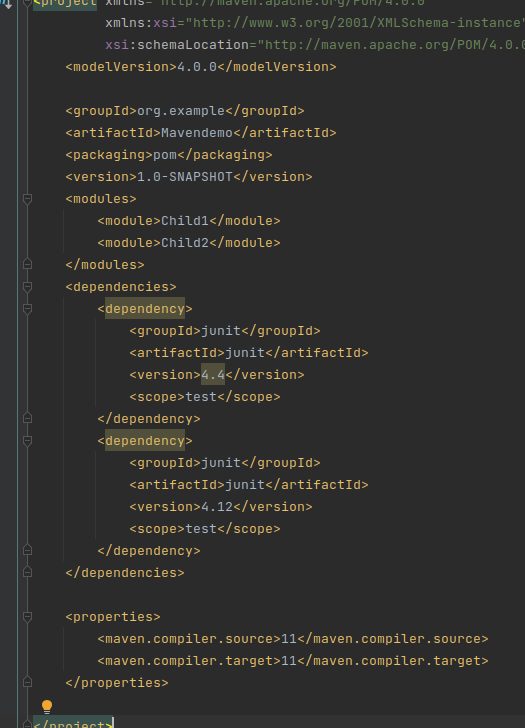 <project xmlns="http://maven.apache.org/POM/4.0.0"
xmlns:xsi="http://www.w3.org/2001/XMLSchema-instance"
xsi:schemaLocation="http://maven.apache.org/POM/4.0.0
<modelVersion>4.0.0</modelVersion>
<groupId>org.example</groupId>
<artifactId>Mavendemo</artifactId>
<packaging>pom</packaging>
<version>1.0-SNAPSHOT</version>
<modules>
<module>Child1</module>
<module>Child2</module>
</modules>
<dependencies>
<dependency>
<groupId>junit</groupId>
<artifactId>junit</artifactId>
<version>4.4</version>
<scope>test</scope>
</dependency>
<dependency>
<groupId>junit</groupId>
<artifactId>junit</artifactId>
<version>4.12</version>
<scope>test</scope>
</dependency>
</dependencies>
<properties>
<maven.compiler.source>11</maven.compiler.source>
<maven.compiler.target>11</maven.compiler.target>
</properties>
</project>